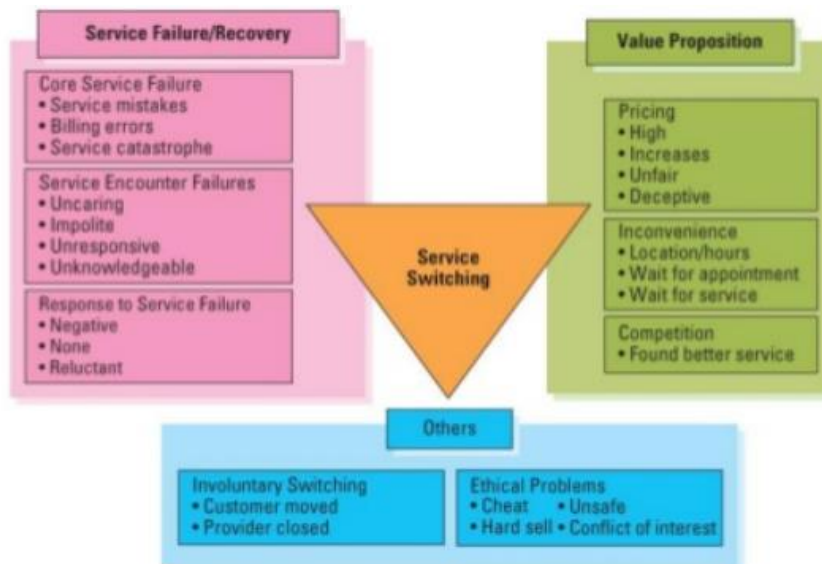 Service Failure/Recovery
Core Service Failure
• Service mistakes
• Billing errors
• Service catastrophe
Service Encounter Failures
• Uncaring
• Impolite
• Unresponsive
• Unknowledgeable
Response to Service Failure
• Negative
• None
• Reluctant
Service
Switching
Value Proposition
Pricing
• High
• Increases
• Unfair
• Deceptive
Inconvenience
• Location/hours
• Wait for appointment
• Wait for service
Competition
• Found better service
Others
Involuntary Switching
• Customer moved
• Provider closed
Ethical Problems
• Cheat • Unsafe
• Hard sell • Conflict of interest